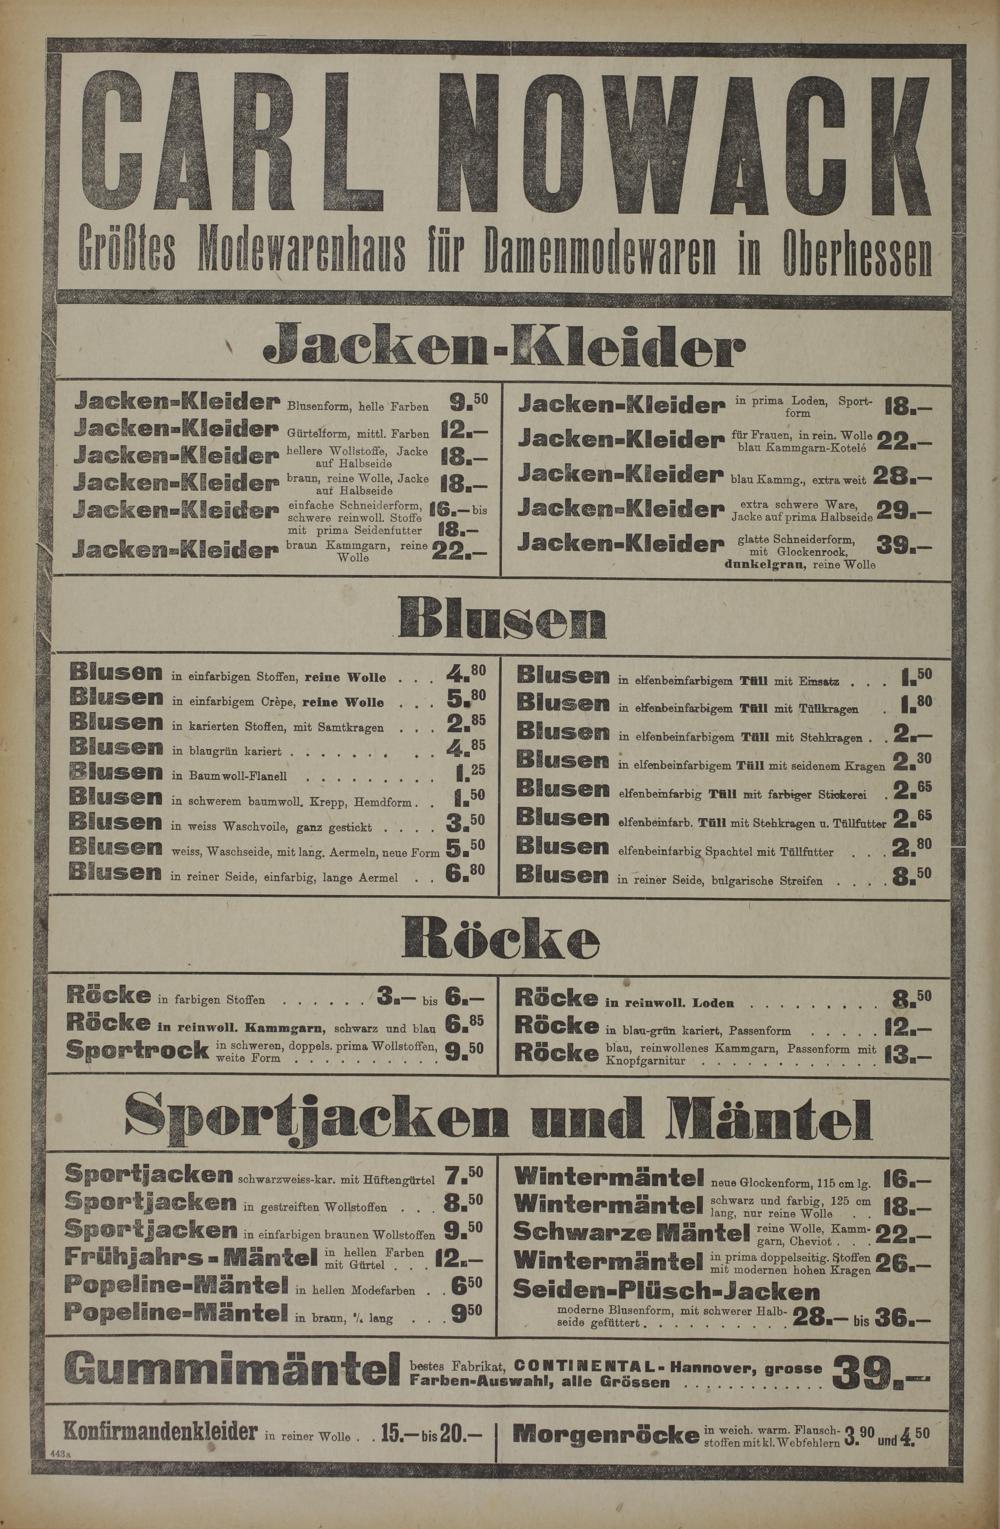 CARL NOWACK
Größtes Modewarenhaus für Damenmodewaren in Oberhessen
Jacken-Kleider
Jacken-Kleider Blusenform, helle Farben 9.50
Jacken-Kleider Gürtelform, mittl. Farben 12.—
Jacken-Kleider hellere Wollstoffe, Jacke auf Halbseide 18.—
Jacken-Kleider braun, reine Wolle, Jacke auf Halbseide 18.—
Jacken-Kleider einfache Schneiderform, schwere reinwoll. Stoffe mit prima Seidenfutter 16.— bis 18.—
Jacken-Kleider braun Kammgarn, reine Wolle 22.—
Jacken-Kleider in prima Loden, Sport-form 18.—
Jacken-Kleider für Frauen, in rein. Wolle blau Kammgarn-Kotelé 22.—
Jacken-Kleider blau Kammg., extra weit 28.—
Jacken-Kleider extra schwere Ware, Jacke auf prima Halbseide 29.—
Jacken-Kleider glatte Schneiderform, mit Glockenrock, dunkelgrau, reine Wolle 39.—
Blusen
Blusen in einfarbigen Stoffen, reine Wolle . . . 4.80
Blusen in einfarbigem Crêpe, reine Wolle . . . 5.80
Blusen in karierten Stoffen, mit Samtkragen . . . 2.85
Blusen in blaugrün kariert . . . . . . . . 4.85
Blusen in Baumwoll-Flanell . . . . . . . . . 1.25
Blusen in schwerem baumwoll. Krepp, Hemdform . . 1.50
Blusen in weiss Waschvoile, ganz gestickt . . . . 3.50
Blusen weiss, Waschseide, mit lang. Aermeln, neue Form 5.50
Blusen in reiner Seide, einfarbig, lange Aermel . . 6.80
Blusen in elfenbeinfarbigem Tüll mit Einsatz . . . 1.50
Blusen in elfenbeinfarbigem Tüll mit Tüllkragen . 1.80
Blusen in elfenbeinfarbigem Tüll mit Stehkragen . . 2.—
Blusen in elfenbeinfarbigem Tüll mit seidenem Kragen 2.30
Blusen elfenbeinfarbig Tüll mit farbiger Stickerei . 2.65
Blusen elfenbeinfarb. Tüll mit Stehkragen u. Tüllfutter 2.65
Blusen elfenbeinfarbig Spachtel mit Tüllfutter . . . 2.80
Blusen in reiner Seide, bulgarische Streifen . . . . 8.50
Röcke
Röcke in farbigen Stoffen . . . . . . 3.— bis 6.—
Röcke in reinwoll. Kammgarn, schwarz und blau 6.85
Sportrock in schweren, doppels. prima Wollstoffen, weite Form . . . . . . . . . . 9.50
Röcke in reinwoll. Loden . . . . . . . . . 8.50
Röcke in blau-grün kariert, Passenform . . . . . 12.—
Röcke blau, reinwollenes Kammgarn, Passenform mit Knopfgarnitur . . . . . . . . . . . . 13.—
Sportjacken und Mäntel
Sportjacken schwarzweiss-kar. mit Hüftengürtel 7.50
Sportjacken in gestreiften Wollstoffen . . . 8.50
Sportjacken in einfarbigen braunen Wollstoffen 9.50
Frühjahrs-Mäntel in hellen Farben mit Gürtel . . . 12.—
Popeline-Mäntel in hellen Modefarben . . 6 50
Popeline-Mäntel in braun, lang . . . 9 50
Wintermäntel neue Glockenform, 115 cm lg. 16.—
Wintermäntel schwarz und farbig, 125 cm lang, nur reine Wolle . . 18.—
Schwarze Mäntel reine Wolle, Kamm-garn, Cheviot . . . 22.—
Wintermäntel in prima doppelseitig. Stoffen mit modernen hohen Kragen 26.—
Seiden-Plüsch-Jacken
moderne Blusenform, mit schwerer Halb-seide gefüttert . . . . . . . . . . 28.— bis 36.—
Gummimäntel bestes Fabrikat, CONTINENTAL-Hannover, grosse Farben-Auswahl, alle Grössen . . . . . . . . . . . . 39.—
Konfirmandenkleider in reiner Wolle . . 15.— bis 20.—
Morgenröcke in weich. warm. Flausch-stoffen mit kl. Webfehlern 3.90 und 4.50
443a